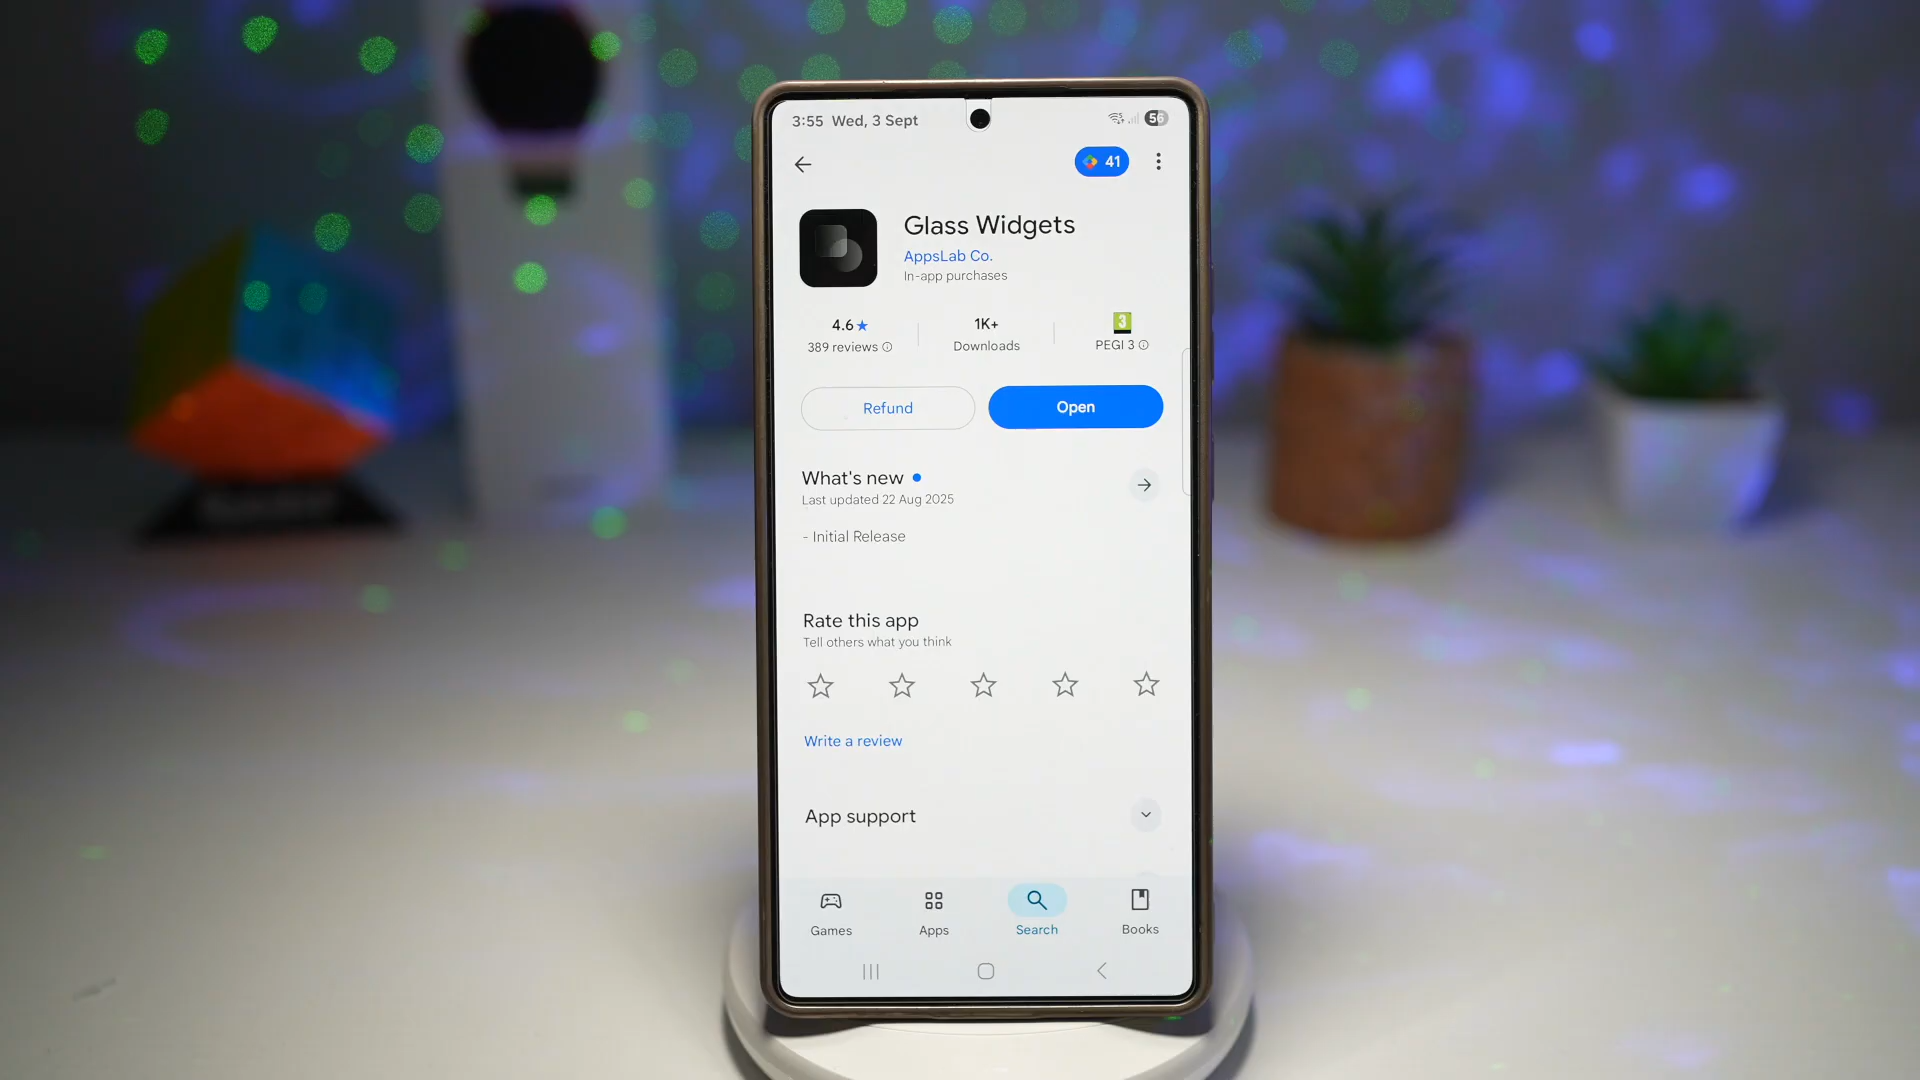 3:55 Wed, 3 Sept
56
41
Glass Widgets
AppsLab Co.
In-app purchases
4.6★
389 reviews
1K+
Downloads
3
PEGI 3
Refund
Open
What's new
Last updated 22 Aug 2025
- Initial Release
Rate this app
Tell others what you think
Write a review
App support
Games
Apps
Search
Books